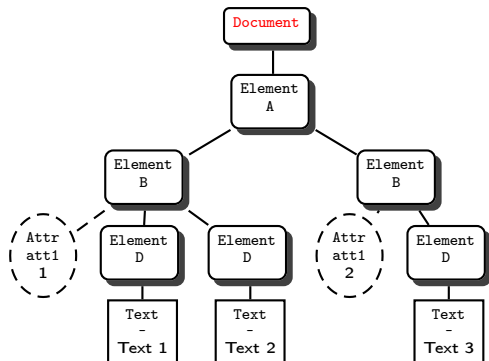 Document
Element
A
Element
B
Element
B
Attr
att1
1
Element
D
Element
D
Attr
att1
2
Element
D
Text
-
Text 1
Text
-
Text 2
Text
-
Text 3